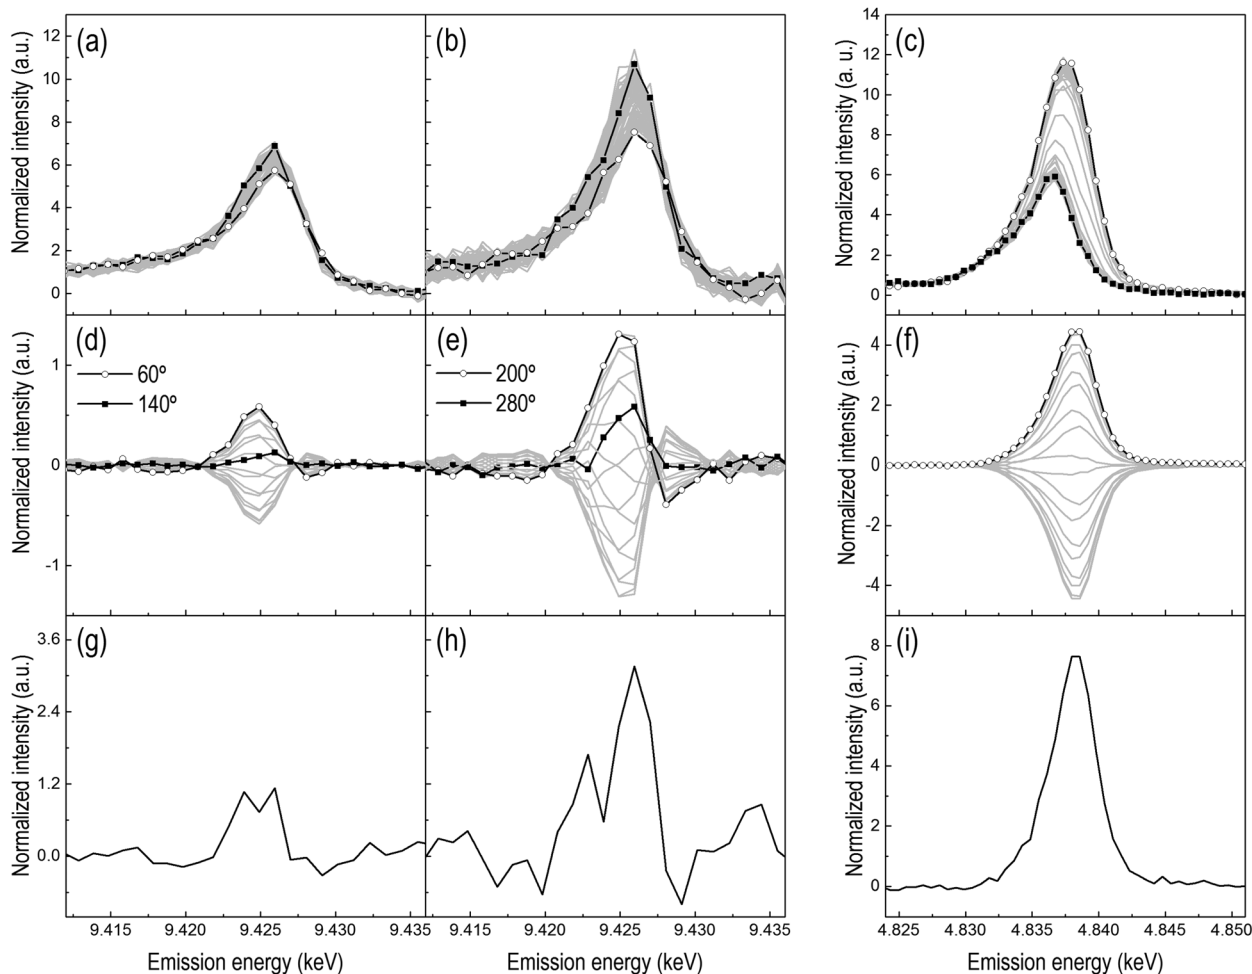 (a)
(b)
(c)
Normalized intensity (a.u.)
12
10
8
6
4
2
0
Normalized intensity (a. u.)
14
12
10
8
6
4
2
0
(d)
60º
140º
(e)
200º
280º
(f)
Normalized intensity (a.u.)
1
0
-1
Normalized intensity (a.u.)
4
2
0
-2
-4
(g)
(h)
(i)
Normalized intensity (a.u.)
3.6
2.4
1.2
0.0
Normalized intensity (a.u.)
8
6
4
2
0
9.415 9.420 9.425 9.430 9.435
9.415 9.420 9.425 9.430 9.435
4.825 4.830 4.835 4.840 4.845 4.850
Emission energy (keV)
Emission energy (keV)
Emission energy (keV)